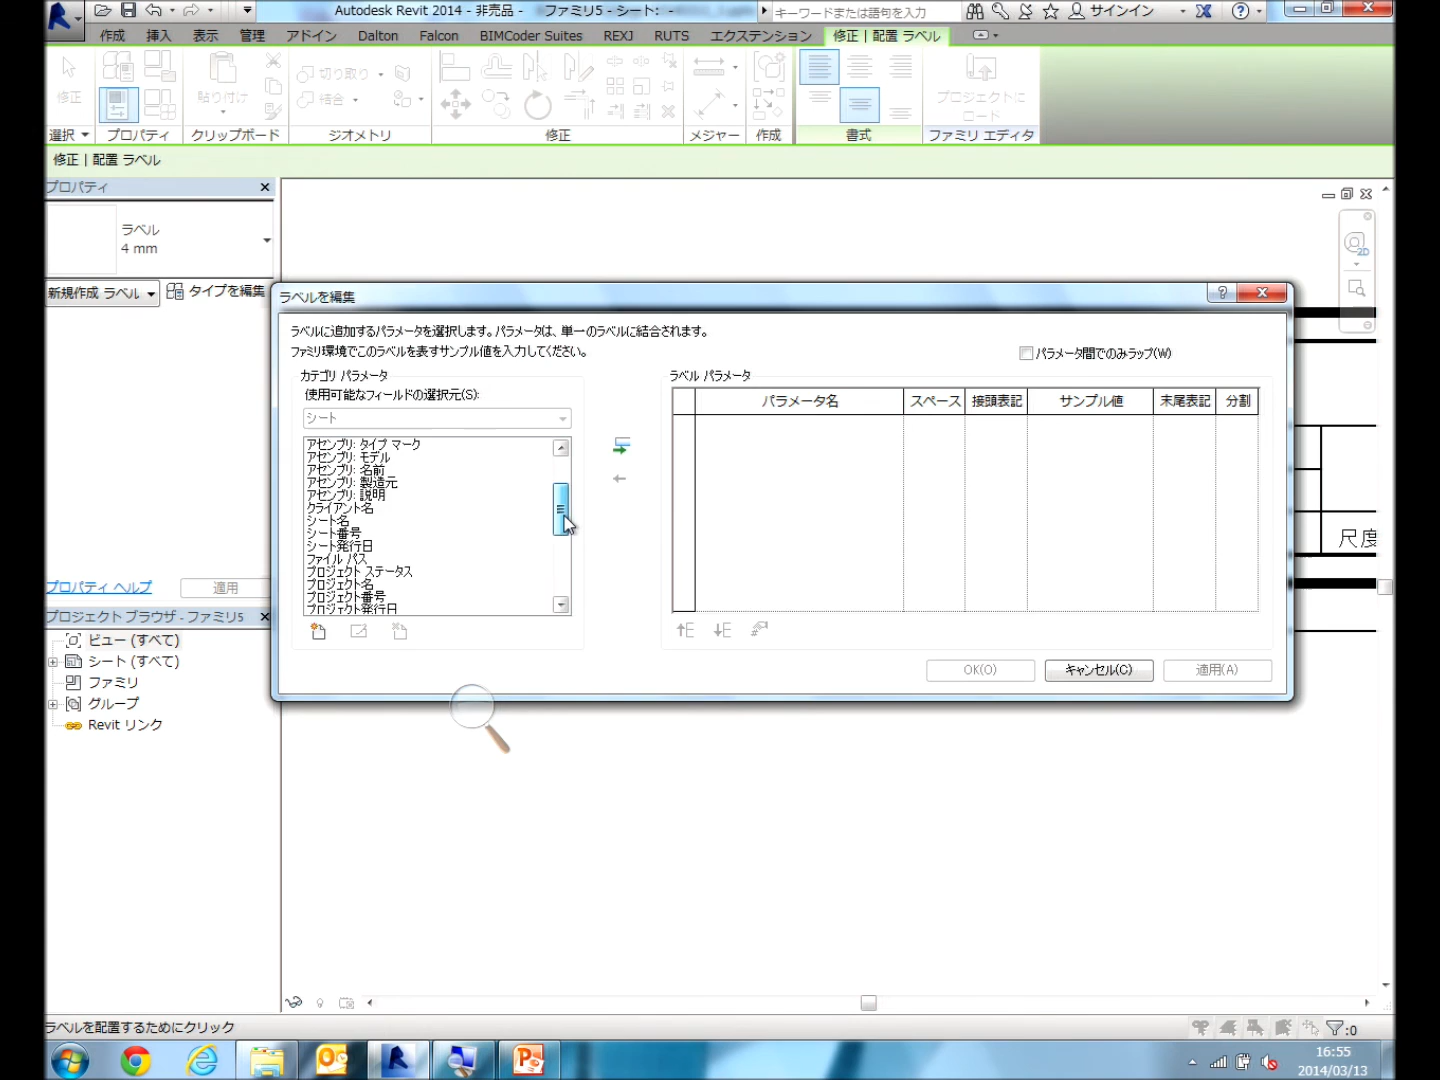 Autodesk Revit 2014 - 非売品 - ファミリ5 - シート: -
キーワードまたは語句を入力
サインイン
作成 挿入 表示 管理 アドイン Dalton Falcon BIMCoder Suites REXJ RUTS エクステンション 修正 | 配置 ラベル
修正
貼り付け
切り取り
結合
プロジェクトに
ロード
選択 プロパティ クリップボード ジオメトリ 修正 メジャー 作成 書式 ファミリ エディタ
修正 | 配置 ラベル
プロパティ
ラベル
4 mm
新規作成 ラベル タイプを編集
プロパティ ヘルプ 適用
プロジェクト ブラウザ - ファミリ5
ビュー (すべて)
シート (すべて)
ファミリ
グループ
Revit リンク
ラベルを編集
ラベルに追加するパラメータを選択します。パラメータは、単一のラベルに結合されます。
ファミリ環境でこのラベルを表すサンプル値を入力してください。
パラメータ間でのみラップ(W)
カテゴリ パラメータ
使用可能なフィールドの選択元(S):
シート
アセンブリ: タイプ マーク
アセンブリ: モデル
アセンブリ: 名前
アセンブリ: 製造元
アセンブリ: 説明
クライアント名
シート名
シート番号
シート発行日
ファイル パス
プロジェクト ステータス
プロジェクト名
プロジェクト番号
プロジェクト発行日
ラベル パラメータ
パラメータ名 スペース 接頭表記 サンプル値 末尾表記 分割
OK(O) キャンセル(C) 適用(A)
尺度
2D
ラベルを配置するためにクリック
:0
16:55
2014/03/13